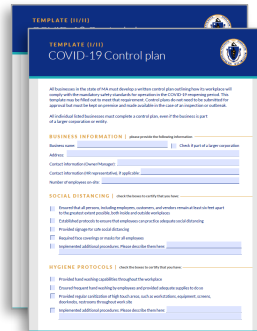 TEMPLATE (II/II)
TEMPLATE (I/II)
COVID-19 Control plan
All businesses in the state of MA must develop a written control plan outlining how its workplace will
comply with the mandatory safety standards for operation in the COVID-19 reopening period. This
template may be filled out to meet that requirement. Control plans do not need to be submitted for
approval but must be kept on premise and made available in the case of an inspection or outbreak.
All individual listed businesses must complete a control plan, even if the business is part
of a larger corporation or entity.
BUSINESS INFORMATION | please provide the following information
Business name: Check if part of a larger corporation
Address:
Contact information (Owner/Manager):
Contact information (HR representative), if applicable:
Number of employees on-site:
SOCIAL DISTANCING | check the boxes to certify that you have:
Ensured that all persons, including employees, customers, and vendors remain at least six feet apart
to the greatest extent possible, both inside and outside workplaces
Established protocols to ensure that employees can practice adequate social distancing
Provided signage for safe social distancing
Required face coverings or masks for all employees
Implemented additional procedures. Please describe them here:
HYGIENE PROTOCOLS | check the boxes to certify that you have:
Provided hand washing capabilities throughout the workplace
Ensured frequent hand washing by employees and provided adequate supplies to do so
Provided regular sanitization of high touch areas, such as workstations, equipment, screens,
doorknobs, restrooms throughout work site
Implemented additional procedures. Please describe them here: